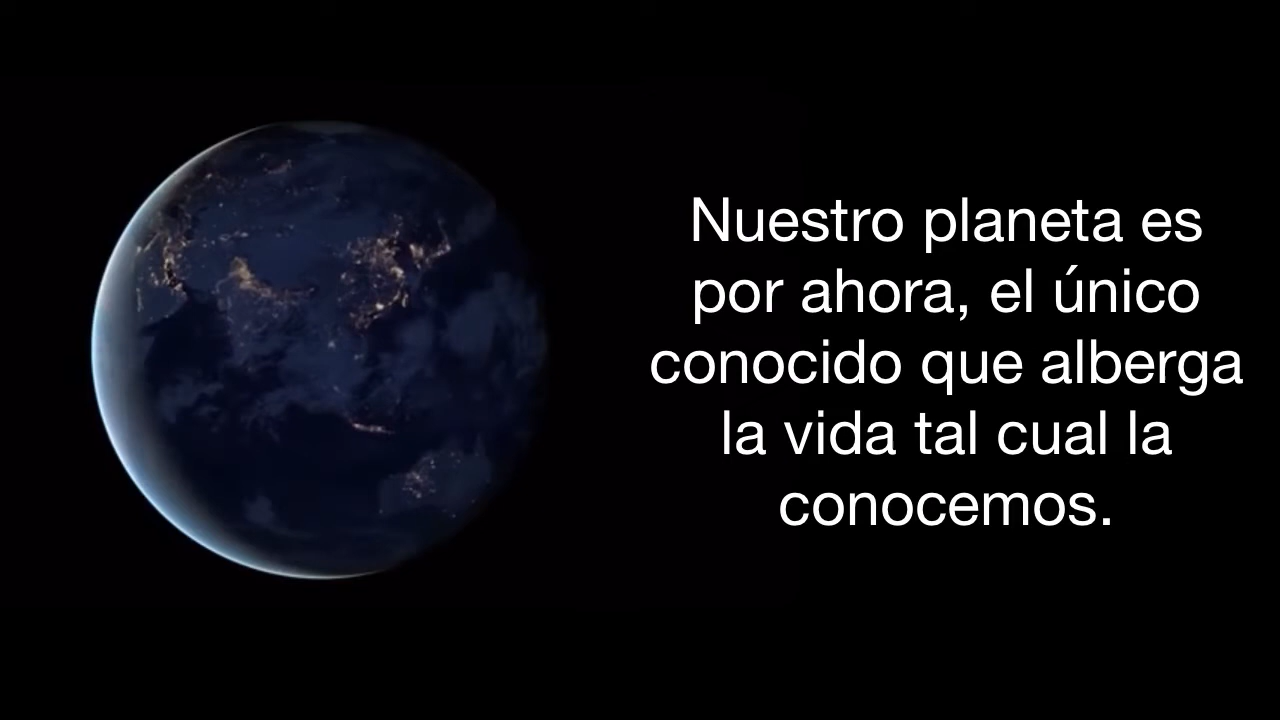 Nuestro planeta es
por ahora, el único
conocido que alberga
la vida tal cual la
conocemos.